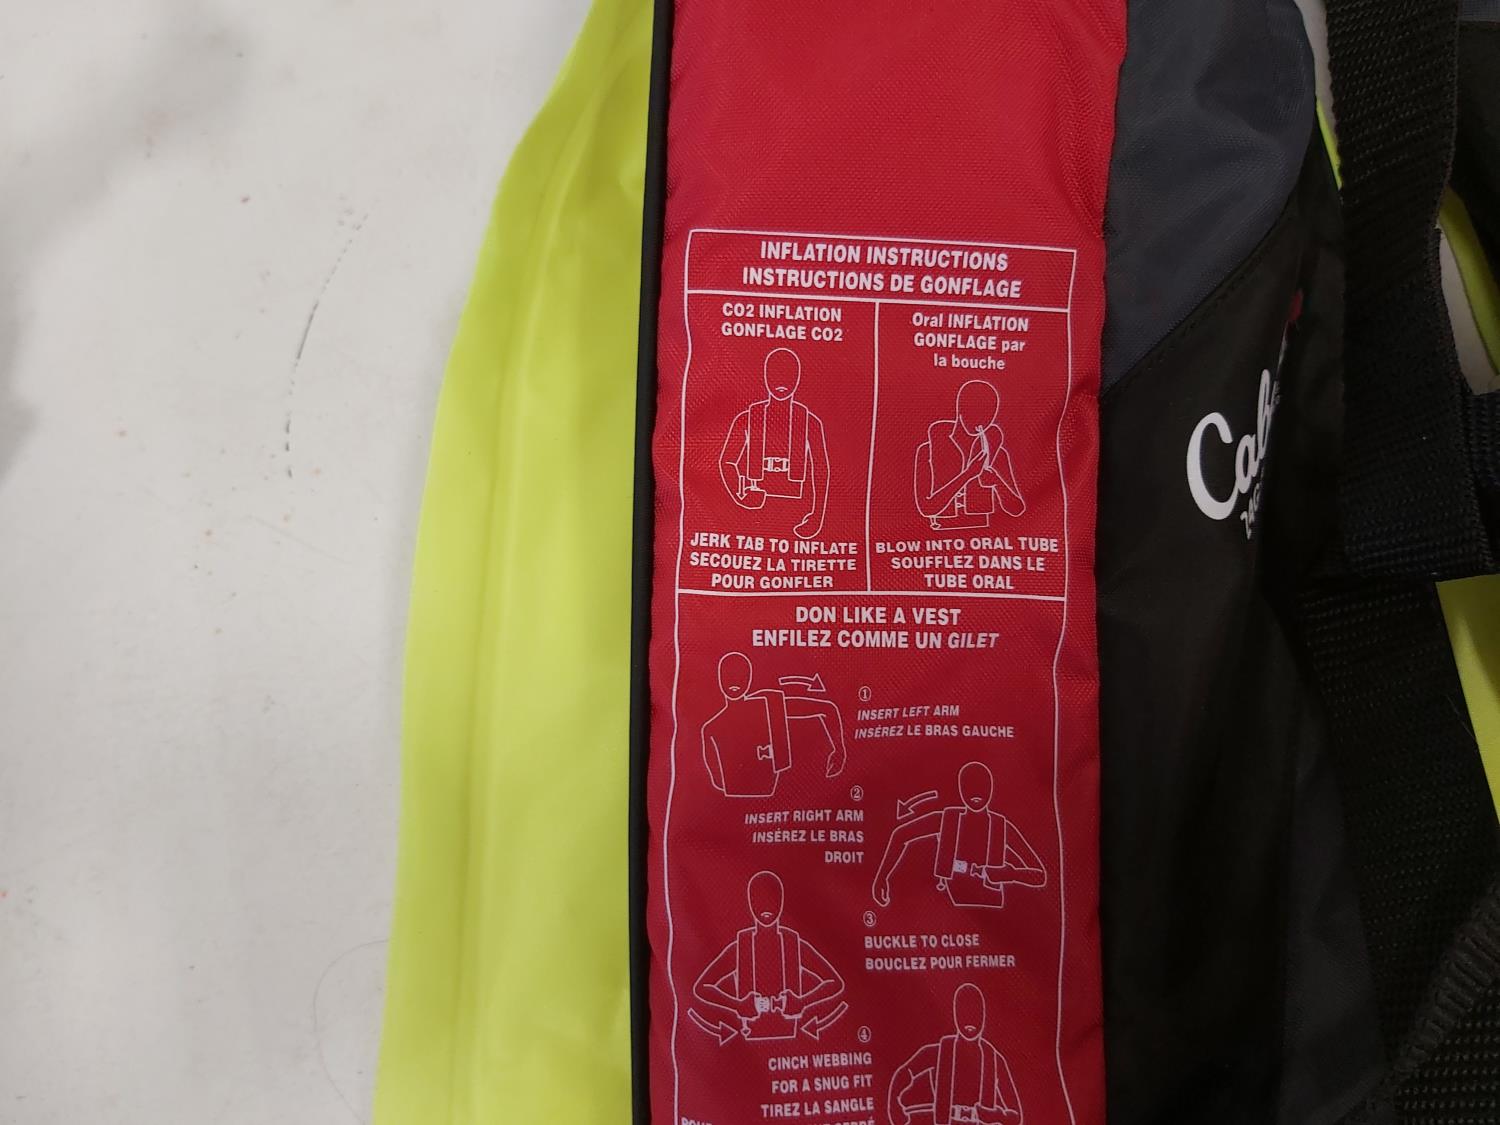 INFLATION INSTRUCTIONS
INSTRUCTIONS DE GONFLAGE
CO2 INFLATION
GONFLAGE CO2
JERK TAB TO INFLATE
SECOUEZ LA TIRETTE
POUR GONFLER
Oral INFLATION
GONFLAGE par
la bouche
BLOW INTO ORAL TUBE
SOUFFLEZ DANS LE
TUBE ORAL
DON LIKE A VEST
ENFILEZ COMME UN GILET
1
INSERT LEFT ARM
INSÉREZ LE BRAS GAUCHE
2
INSERT RIGHT ARM
INSÉREZ LE BRAS
DROIT
3
BUCKLE TO CLOSE
BOUCLEZ POUR FERMER
4
CINCH WEBBING
FOR A SNUG FIT
TIREZ LA SANGLE